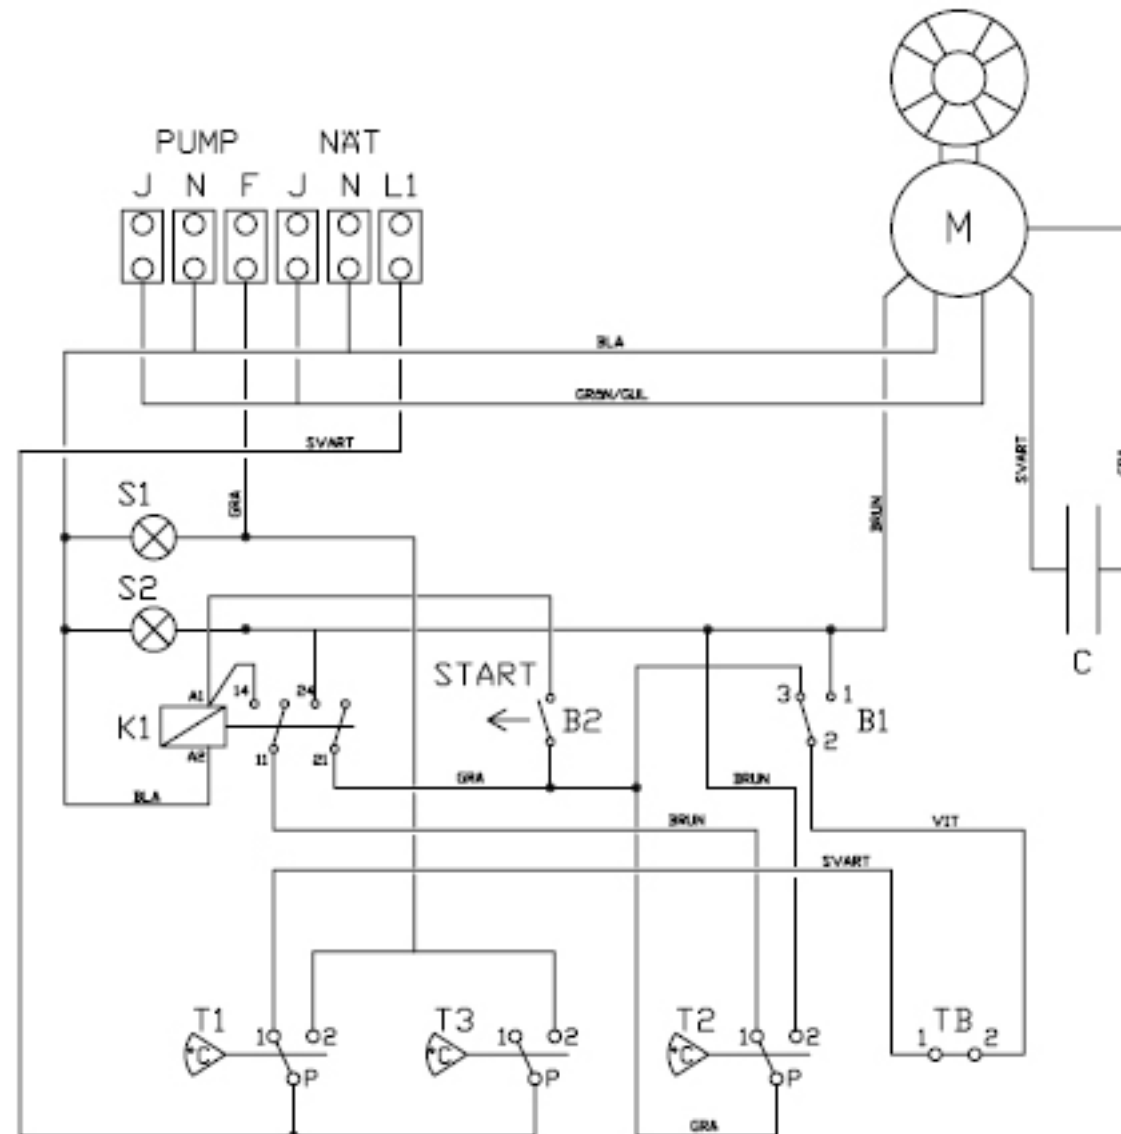 PUMP NÄT
J N F J N L1
M
BLA
GRØN/GUL
SVART
SVART
S1
GRA
BRUN
S2
C
START
A1 14 24
3 1
K1
B2
B1
A2
11 21
2
GRA
BRUN
BLA
BRUN
VIT
SVART
T1 1 2
T3 1 2
T2 1 2
TB
1 2
°C
°C
°C
P
P
P
GRA